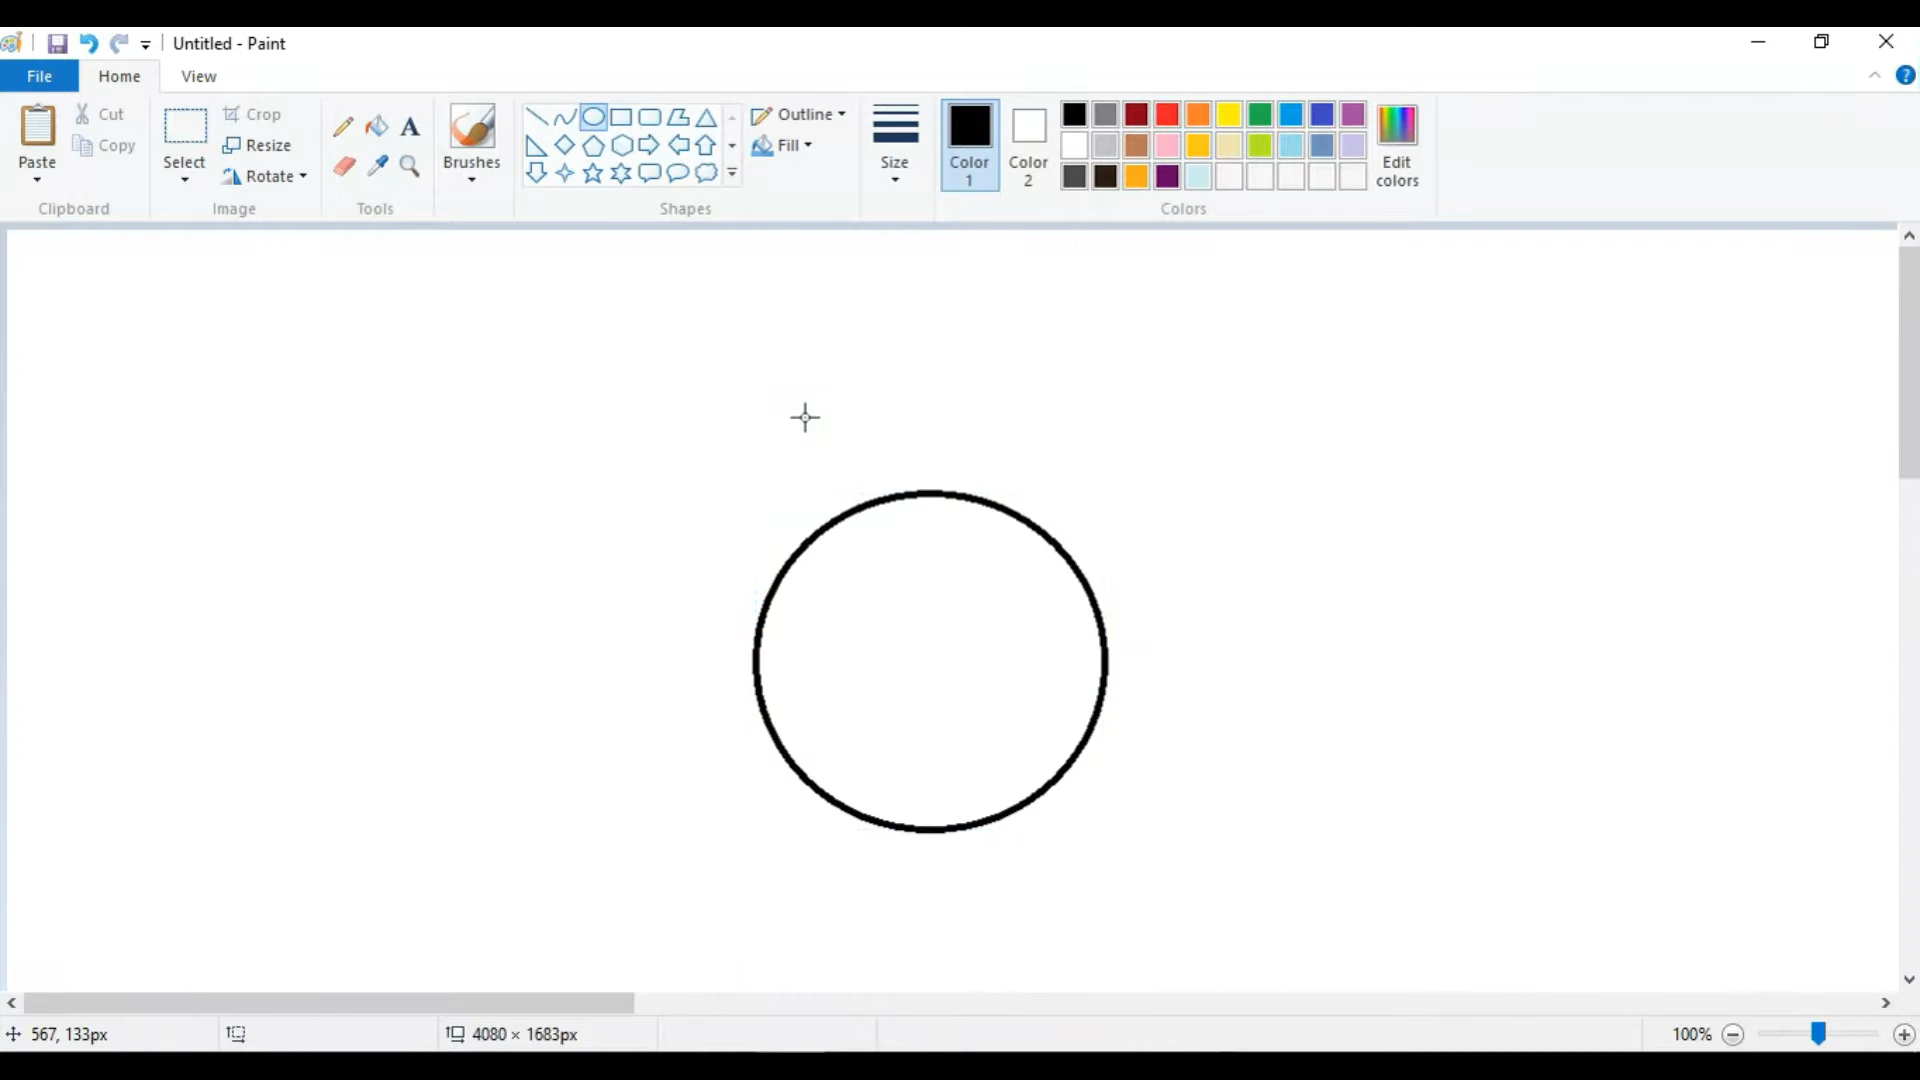 Untitled - Paint
File Home View
Paste
Cut
Copy
Clipboard
Select
Crop
Resize
Rotate
Image
A
Tools
Brushes
Shapes
Outline
Fill
Size
Color 1
Color 2
Colors
Edit colors
?
567, 133px
4080 × 1683px
100%